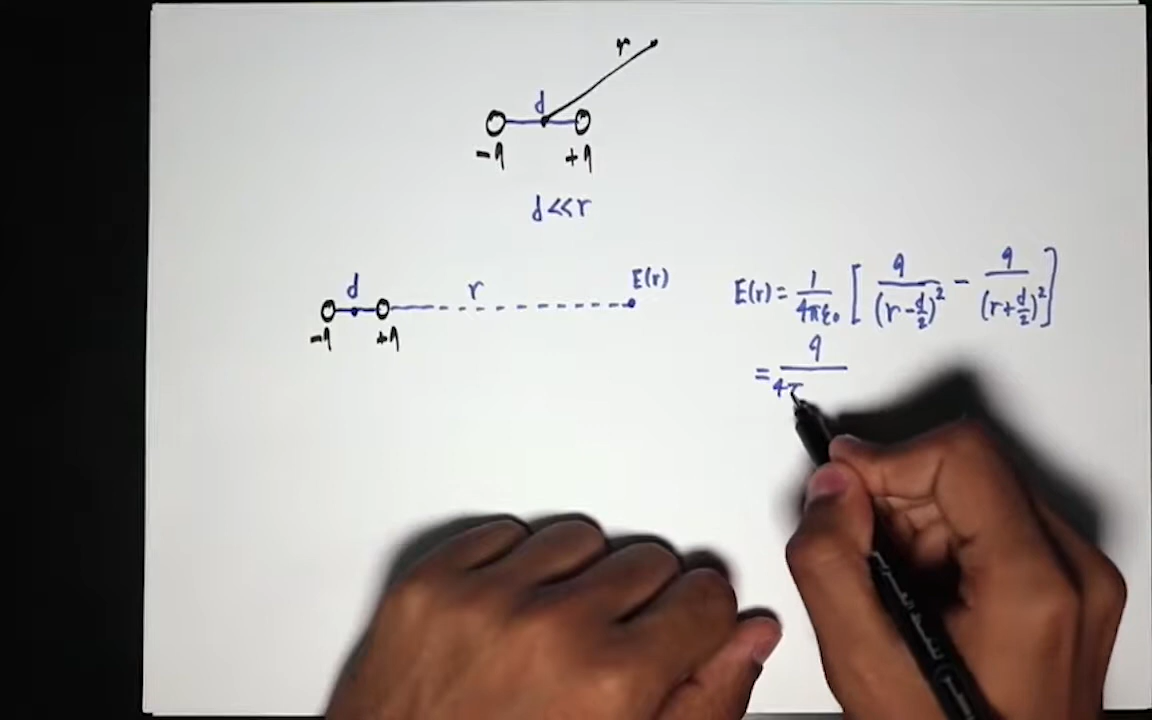 r
d
-q +q
d<<r
d r E(r)
-q +q
E(r) = 1/4πε₀ [ q/(r-d/2)² - q/(r+d/2)² ]
= q/4π